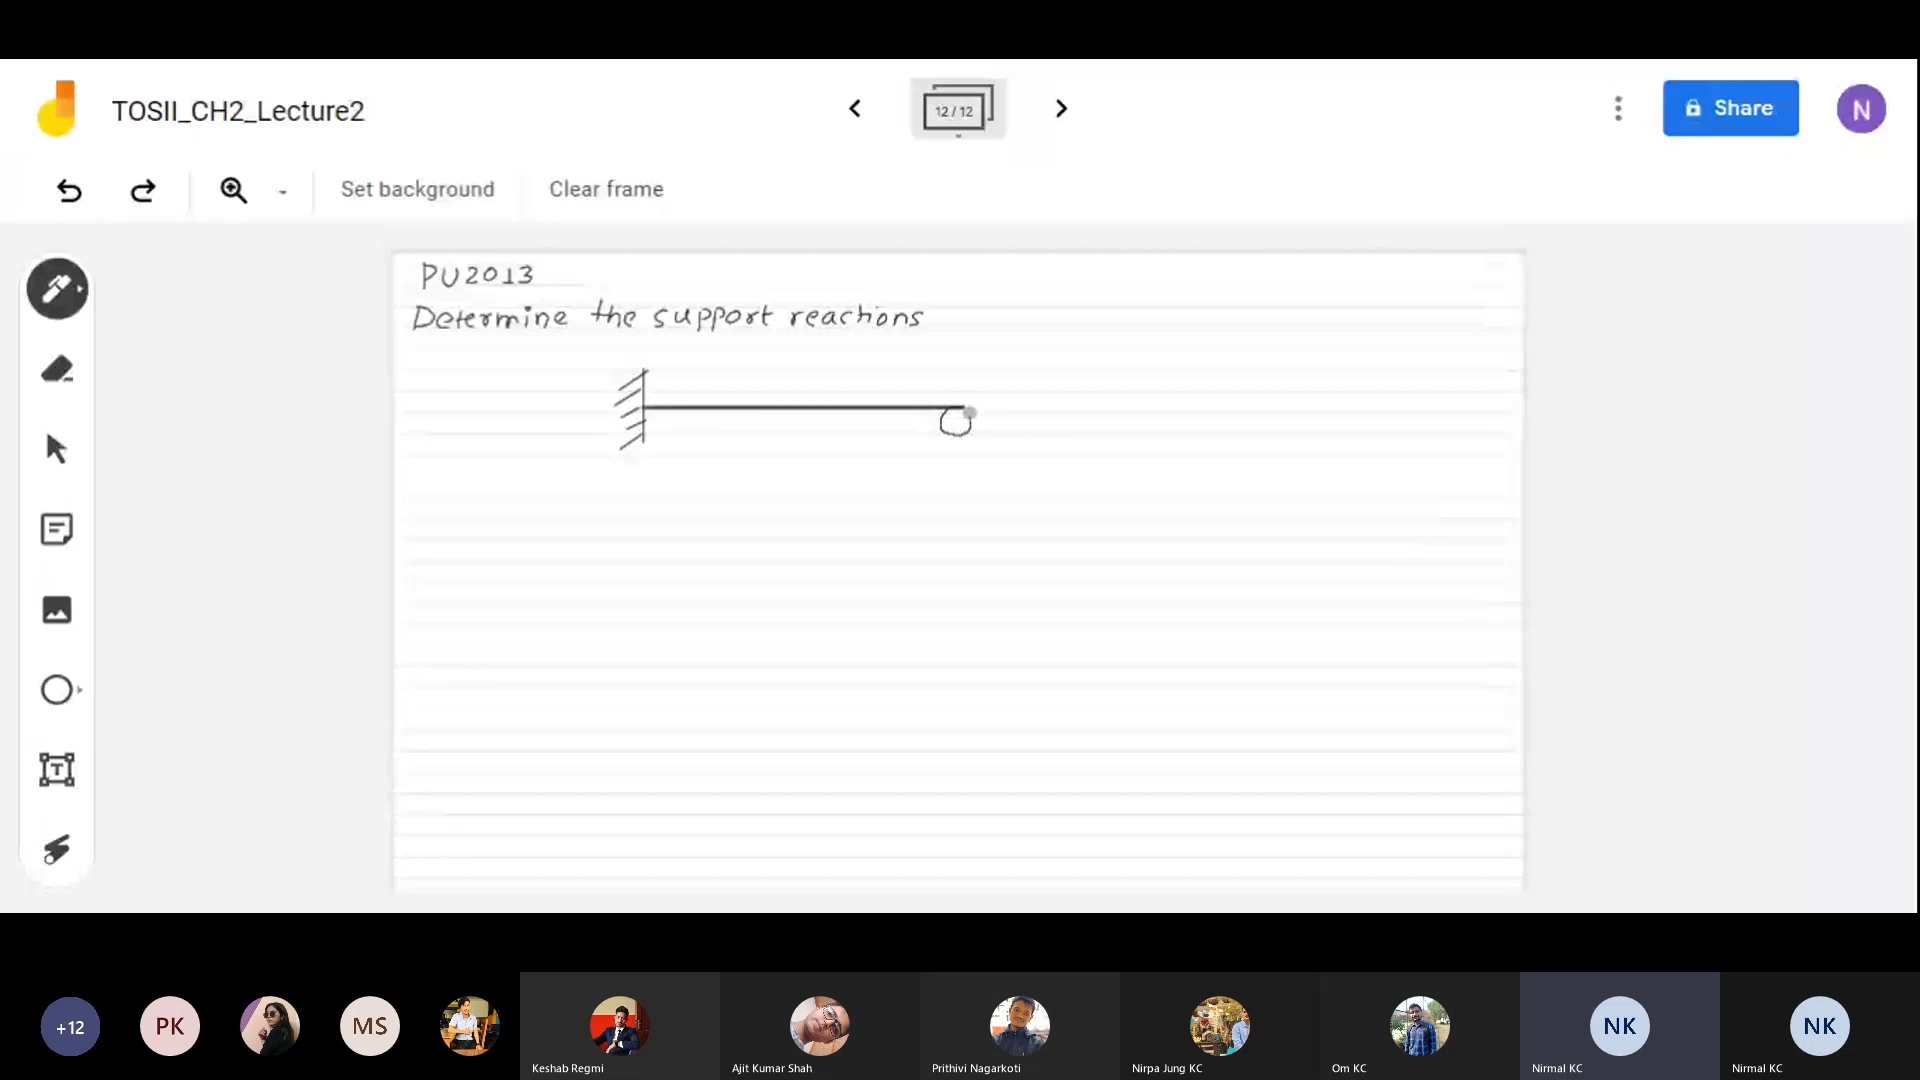 TOSII_CH2_Lecture2
12 / 12
Share
N
Set background
Clear frame
PU2013
Determine the support reactions
+12
PK
MS
NK
NK
Keshab Regmi
Ajit Kumar Shah
Prithivi Nagarkoti
Nirpa Jung KC
Om KC
Nirmal KC
Nirmal KC